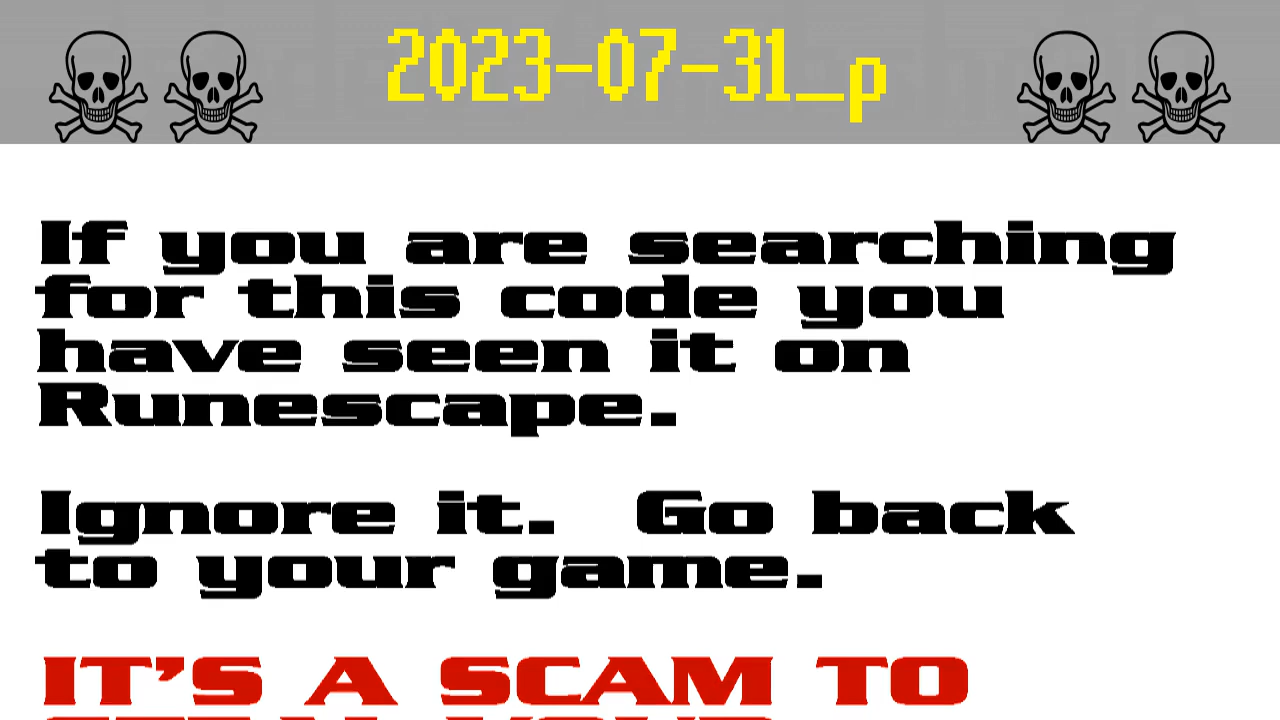 2023-07-31_p
If you are searching
for this code you
have seen it on
Runescape.
Ignore it.  Go back
to your game.
IT'S A SCAM TO